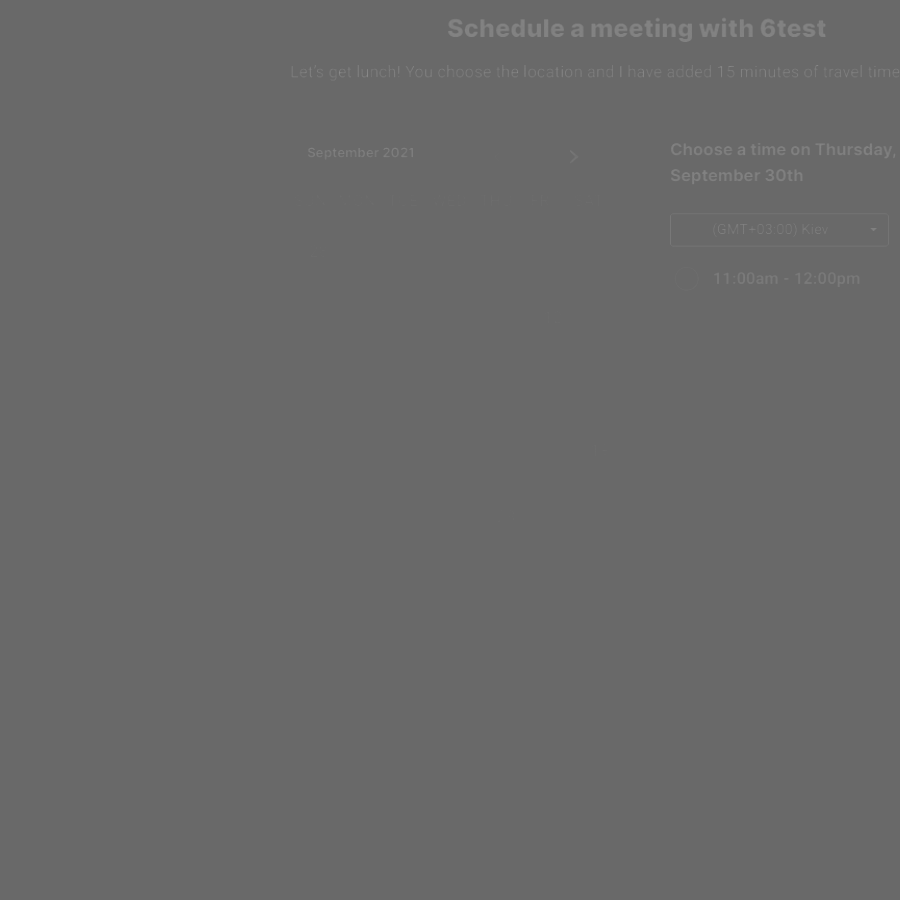 Schedule a meeting with 6test
Let's get lunch! You choose the location and I have added 15 minutes of travel time
September 2021
Choose a time on Thursday,
September 30th
(GMT+03:00) Kiev
11:00am - 12:00pm